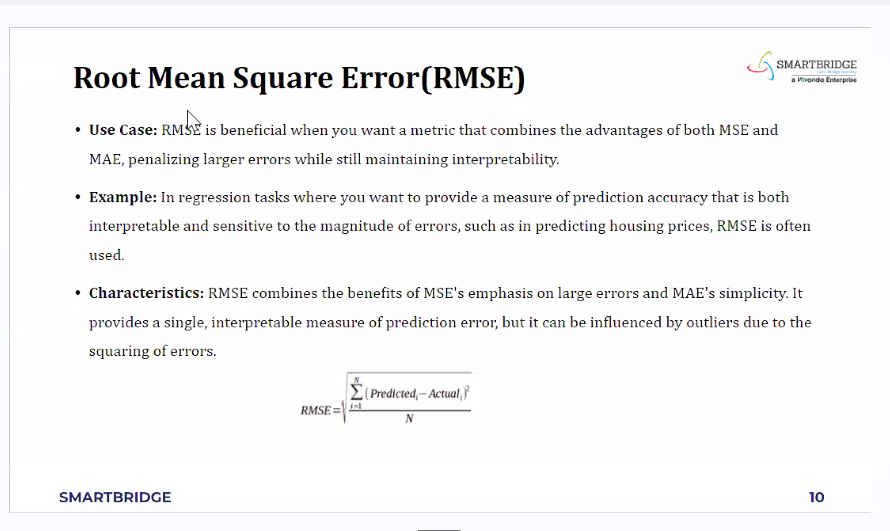 Root Mean Square Error(RMSE)
SMARTBRIDGE
• Use Case: RMSE is beneficial when you want a metric that combines the advantages of both MSE and
MAE, penalizing larger errors while still maintaining interpretability.
• Example: In regression tasks where you want to provide a measure of prediction accuracy that is both
interpretable and sensitive to the magnitude of errors, such as in predicting housing prices, RMSE is often
used.
• Characteristics: RMSE combines the benefits of MSE's emphasis on large errors and MAE's simplicity. It
provides a single, interpretable measure of prediction error, but it can be influenced by outliers due to the
squaring of errors.
RMSE = √(∑_{i=1}^{N} (Predicted_i − Actual_i)² / N)
SMARTBRIDGE
10